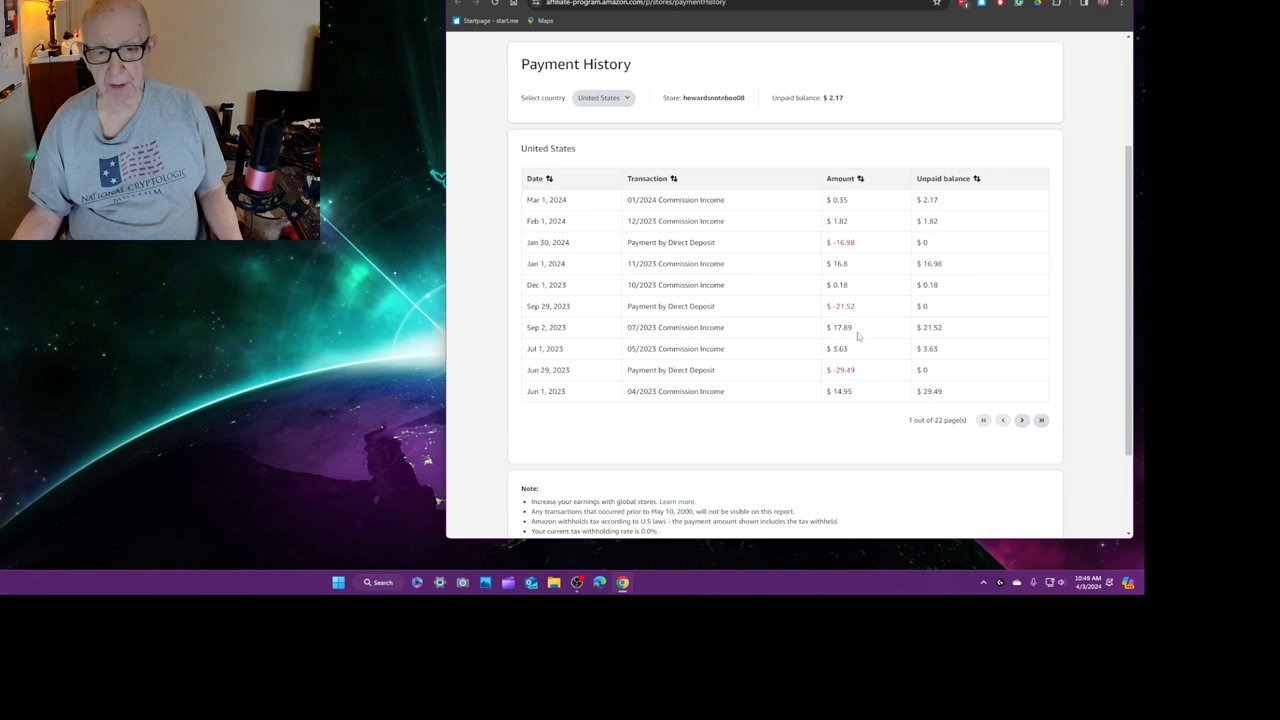 affiliate-program.amazon.com/p/stores/paymentHistory
Startpage - start.me Maps
Payment History
Select country United States Store: howardsnoteboo08 Unpaid balance: $ 2.17
United States
Date Transaction Amount Unpaid balance
Mar 1, 2024 01/2024 Commission Income $ 0.35 $ 2.17
Feb 1, 2024 12/2023 Commission Income $ 1.82 $ 1.82
Jan 30, 2024 Payment by Direct Deposit $ -16.98 $ 0
Jan 1, 2024 11/2023 Commission Income $ 16.8 $ 16.98
Dec 1, 2023 10/2023 Commission Income $ 0.18 $ 0.18
Sep 29, 2023 Payment by Direct Deposit $ -21.52 $ 0
Sep 2, 2023 07/2023 Commission Income $ 17.89 $ 21.52
Jul 1, 2023 05/2023 Commission Income $ 3.63 $ 3.63
Jun 29, 2023 Payment by Direct Deposit $ -29.49 $ 0
Jun 1, 2023 04/2023 Commission Income $ 14.95 $ 29.49
1 out of 22 page(s)
Note:
Increase your earnings with global stores. Learn more.
Any transactions that occurred prior to May 10, 2000, will not be visible on this report.
Amazon withholds tax according to U.S laws - the payment amount shown includes the tax withheld.
Your current tax withholding rate is 0.0% .
NATIONAL CRYPTOLOGIC
MUSEUM
Search
10:49 AM
4/3/2024